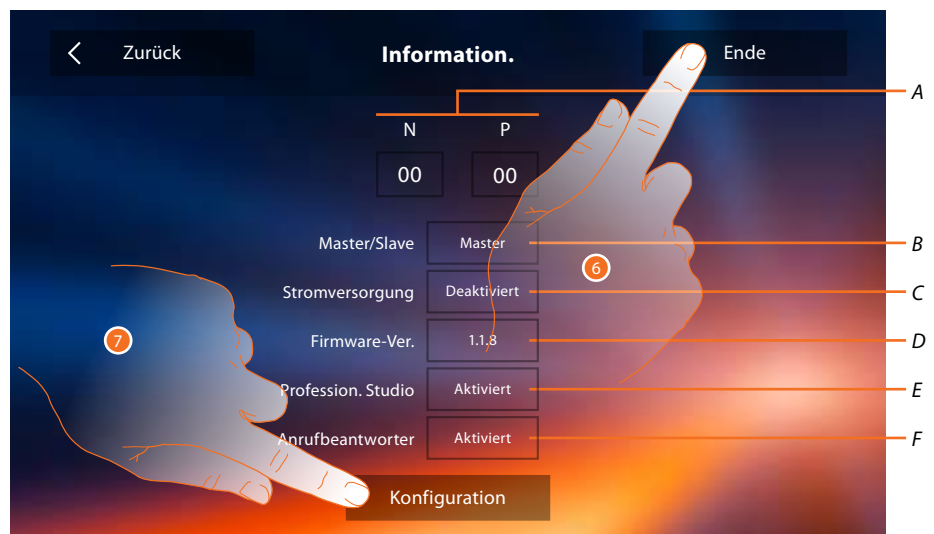 Zurück
Information.
Ende
A
N P
00 00
Master/Slave Master
B
6
Stromversorgung Deaktiviert
C
7
Firmware-Ver. 1.1.8
D
Profession. Studio Aktiviert
E
Anrufbeantworter Aktiviert
F
Konfiguration